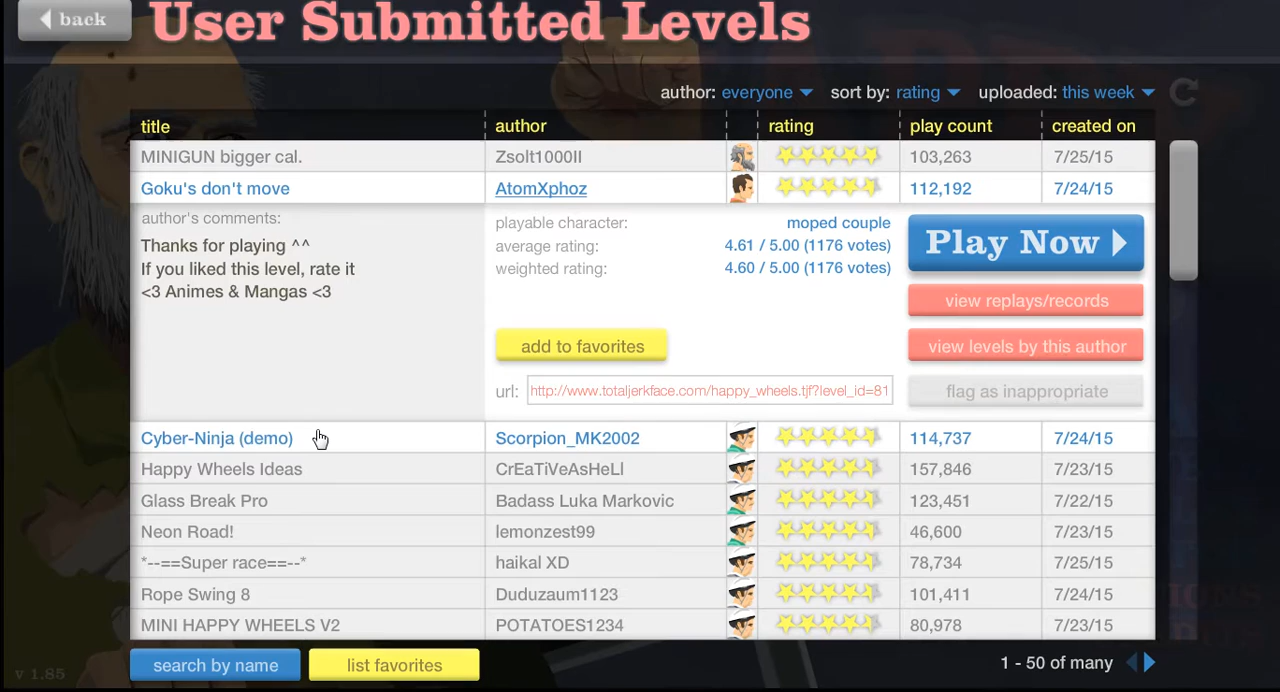 back
User Submitted Levels
author: everyone sort by: rating uploaded: this week
title author rating play count created on
MINIGUN bigger cal. Zsolt1000II 103,263 7/25/15
Goku's don't move AtomXphoz 112,192 7/24/15
author's comments:
Thanks for playing ^^
If you liked this level, rate it
<3 Animes & Mangas <3
playable character: moped couple
average rating: 4.61 / 5.00 (1176 votes)
weighted rating: 4.60 / 5.00 (1176 votes)
add to favorites
url: http://www.totaljerkface.com/happy_wheels.tjf?level_id=81
Play Now
view replays/records
view levels by this author
flag as inappropriate
Cyber-Ninja (demo) Scorpion_MK2002 114,737 7/24/15
Happy Wheels Ideas CrEaTiVeAsHeLl 157,846 7/23/15
Glass Break Pro Badass Luka Markovic 123,451 7/22/15
Neon Road! lemonzest99 46,600 7/23/15
*--==Super race==--* haikal XD 78,734 7/25/15
Rope Swing 8 Duduzaum1123 101,411 7/24/15
MINI HAPPY WHEELS V2 POTATOES1234 80,978 7/23/15
search by name list favorites 1 - 50 of many
v 1.85